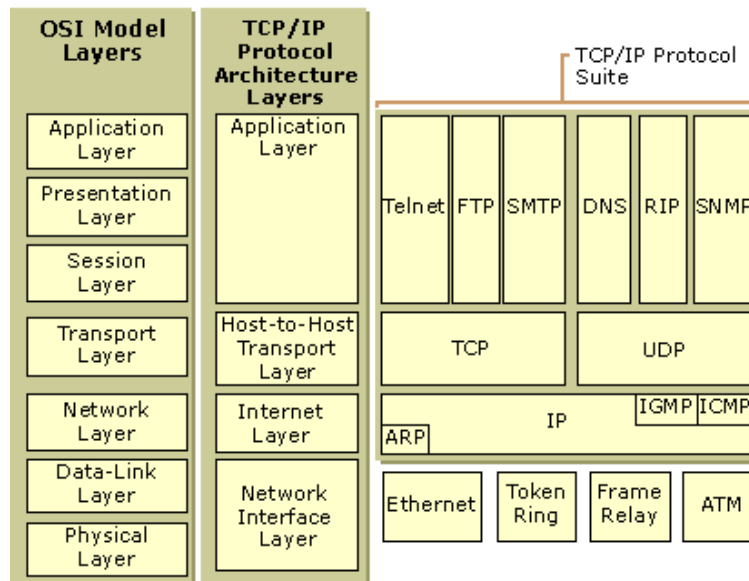 OSI Model
Layers
Application
Layer
Presentation
Layer
Session
Layer
Transport
Layer
Network
Layer
Data-Link
Layer
Physical
Layer
TCP/IP
Protocol
Architecture
Layers
Application
Layer
Host-to-Host
Transport
Layer
Internet
Layer
Network
Interface
Layer
TCP/IP Protocol
Suite
Telnet FTP SMTP DNS RIP SNMP
TCP UDP
IP IGMP ICMP
ARP
Ethernet
Token
Ring
Frame
Relay
ATM